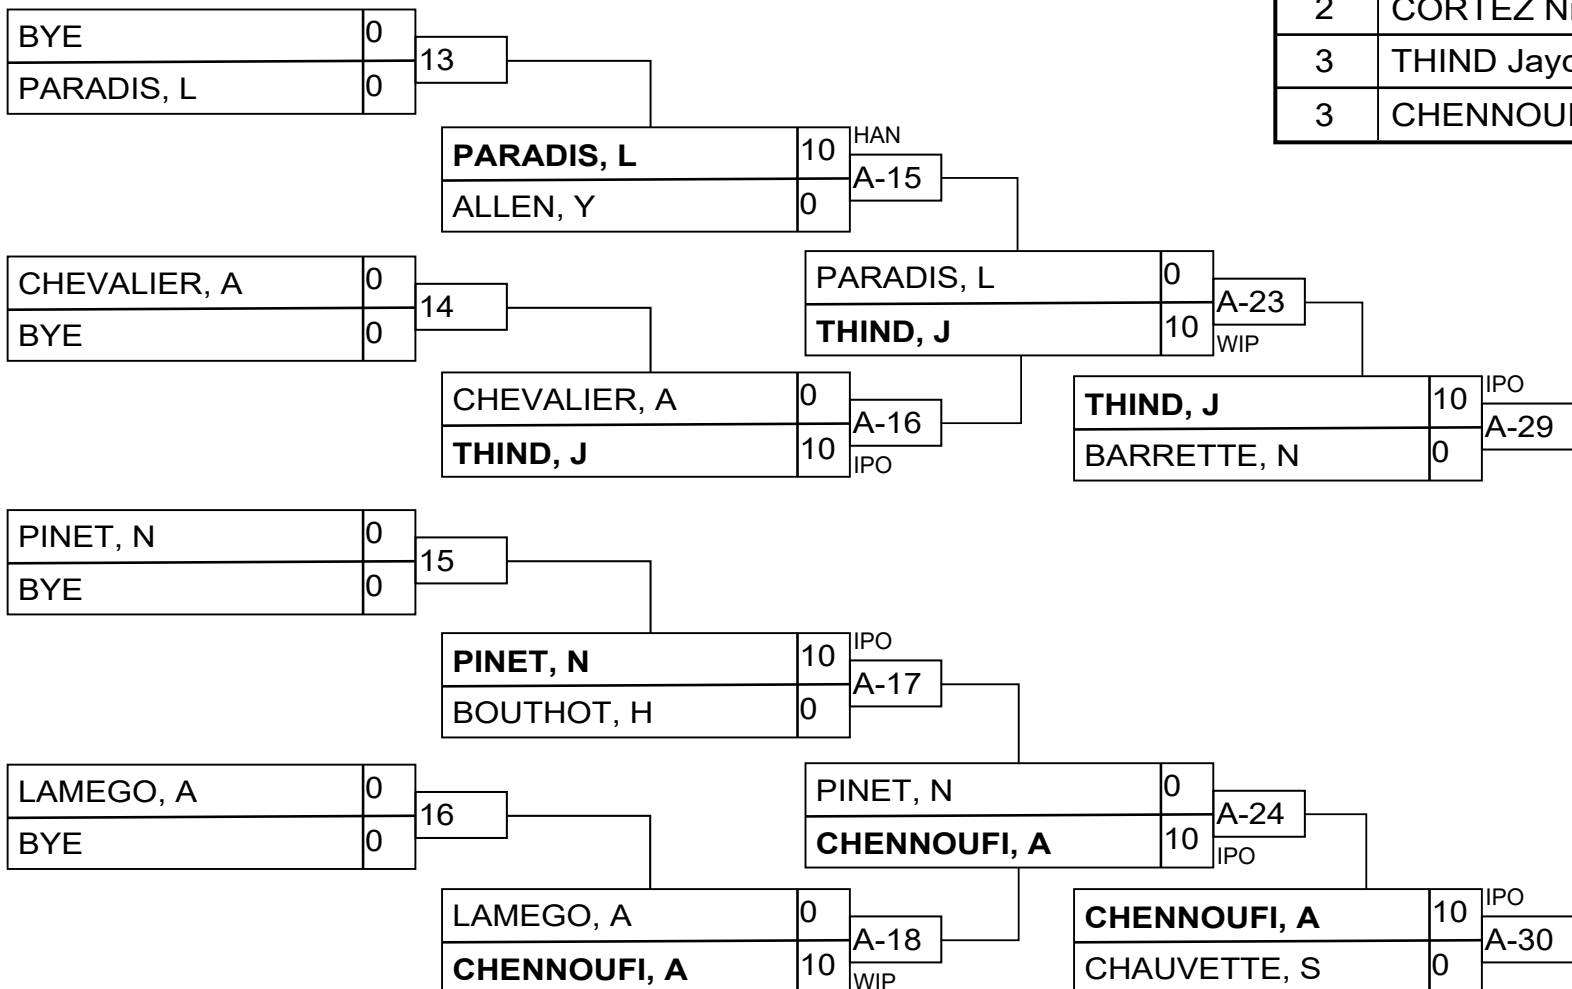 2 CORTEZ
3 THIND
3
BYE 0
13
PARADIS, L 0
PARADIS, L 10 HAN
A-15
ALLEN, Y 0
CHEVALIER, A 0
14
BYE 0
PARADIS, L 0
A-23
THIND, J 10 WIP
CHEVALIER, A 0
A-16
THIND, J 10 IPO
THIND, J 10 IPO
A-29
BARRETTE, N 0
PINET, N 0
15
BYE 0
PINET, N 10 IPO
A-17
BOUTHOT, H 0
LAMEGO, A 0
16
BYE 0
PINET, N 0
A-24
CHENNOUFI, A 10 IPO
LAMEGO, A 0
A-18
CHENNOUFI, A 10 WIP
CHENNOUFI, A 10 IPO
A-30
CHAUVETTE, S 0